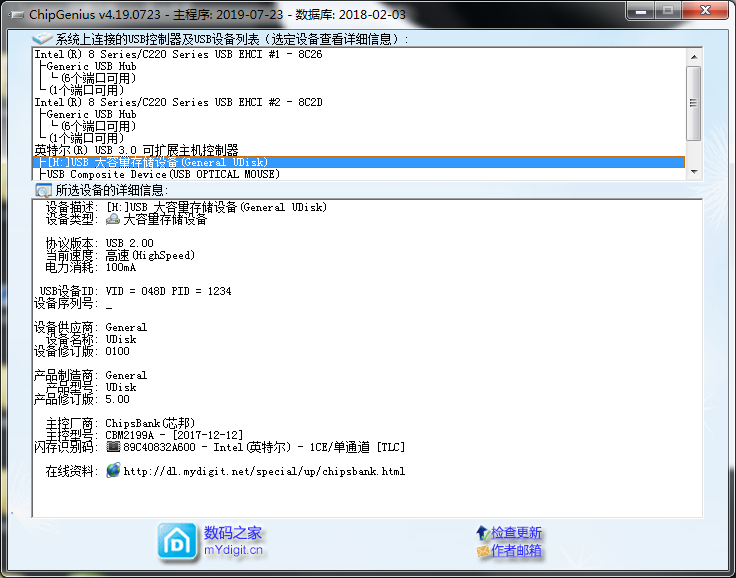 ChipGenius v4.19.0723 - 主程序: 2019-07-23 - 数据库: 2018-02-03
系统上连接的USB控制器及USB设备列表(选定设备查看详细信息):
Intel(R) 8 Series/C220 Series USB EHCI #1 - 8C26
├Generic USB Hub
└(6个端口可用)
└(1个端口可用)
Intel(R) 8 Series/C220 Series USB EHCI #2 - 8C2D
├Generic USB Hub
└(6个端口可用)
└(1个端口可用)
英特尔(R) USB 3.0 可扩展主机控制器
├[H:]USB 大容量存储设备(General UDisk)
├USB Composite Device(USB OPTICAL MOUSE)
所选设备的详细信息:
设备描述: [H:]USB 大容量存储设备(General UDisk)
设备类型: 大容量存储设备
协议版本: USB 2.00
当前速度: 高速(HighSpeed)
电力消耗: 100mA
USB设备ID: VID = 048D PID = 1234
设备序列号: _
设备供应商: General
设备名称: UDisk
设备修订版: 0100
产品制造商: General
产品型号: UDisk
产品修订版: 5.00
主控厂商: ChipsBank(芯邦)
主控型号: CBM2199A - [2017-12-12]
闪存识别码: 89C40832A600 - Intel(英特尔) - 1CE/单通道 [TLC]
在线资料: http://dl.mydigit.net/special/up/chipsbank.html
数码之家
mYdigit.cn
检查更新
作者邮箱